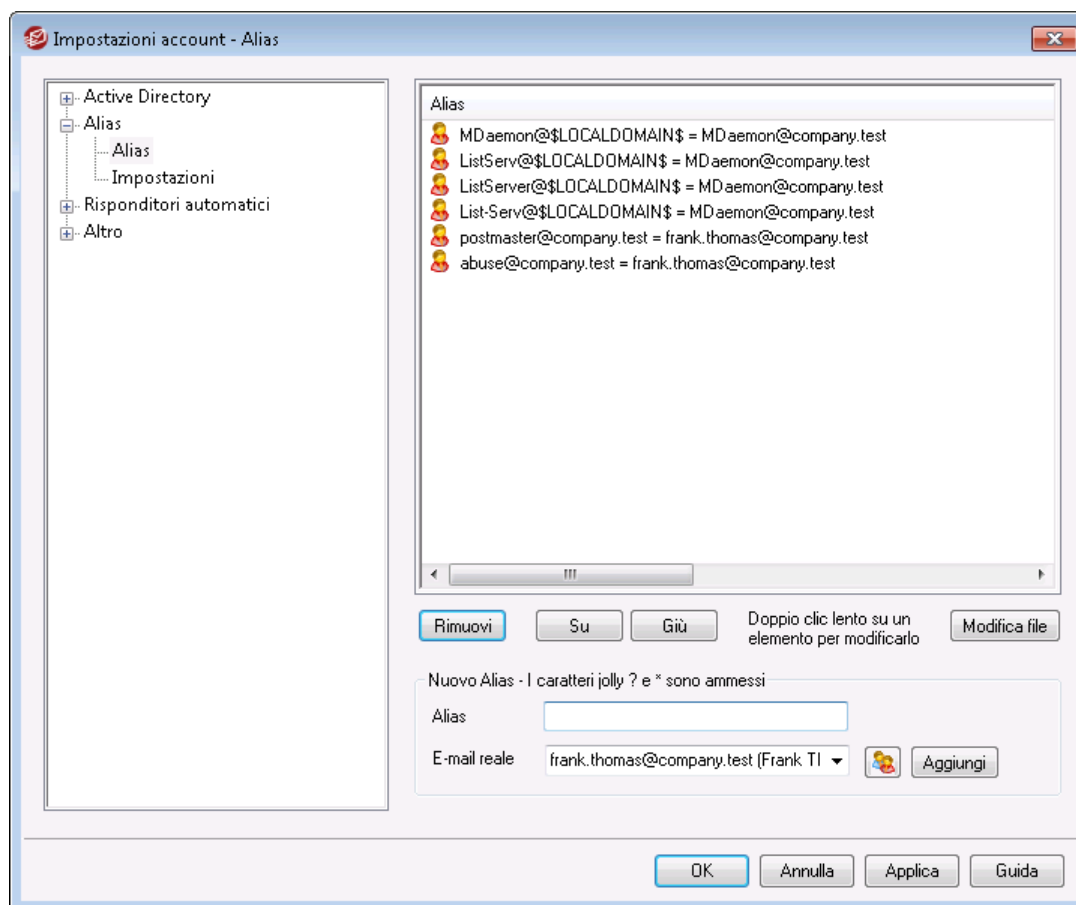 Impostazioni account - Alias
Active Directory
Alias
Alias
Impostazioni
Risponditori automatici
Altro
Alias
MDaemon@$LOCALDOMAIN$ = MDaemon@company.test
ListServ@$LOCALDOMAIN$ = MDaemon@company.test
ListServer@$LOCALDOMAIN$ = MDaemon@company.test
List-Serv@$LOCALDOMAIN$ = MDaemon@company.test
postmaster@company.test = frank.thomas@company.test
abuse@company.test = frank.thomas@company.test
Rimuovi
Su
Giù
Doppio clic lento su un
elemento per modificarlo
Modifica file
Nuovo Alias - I caratteri jolly ? e * sono ammessi
Alias
E-mail reale
frank.thomas@company.test (Frank Tl
Aggiungi
OK
Annulla
Applica
Guida